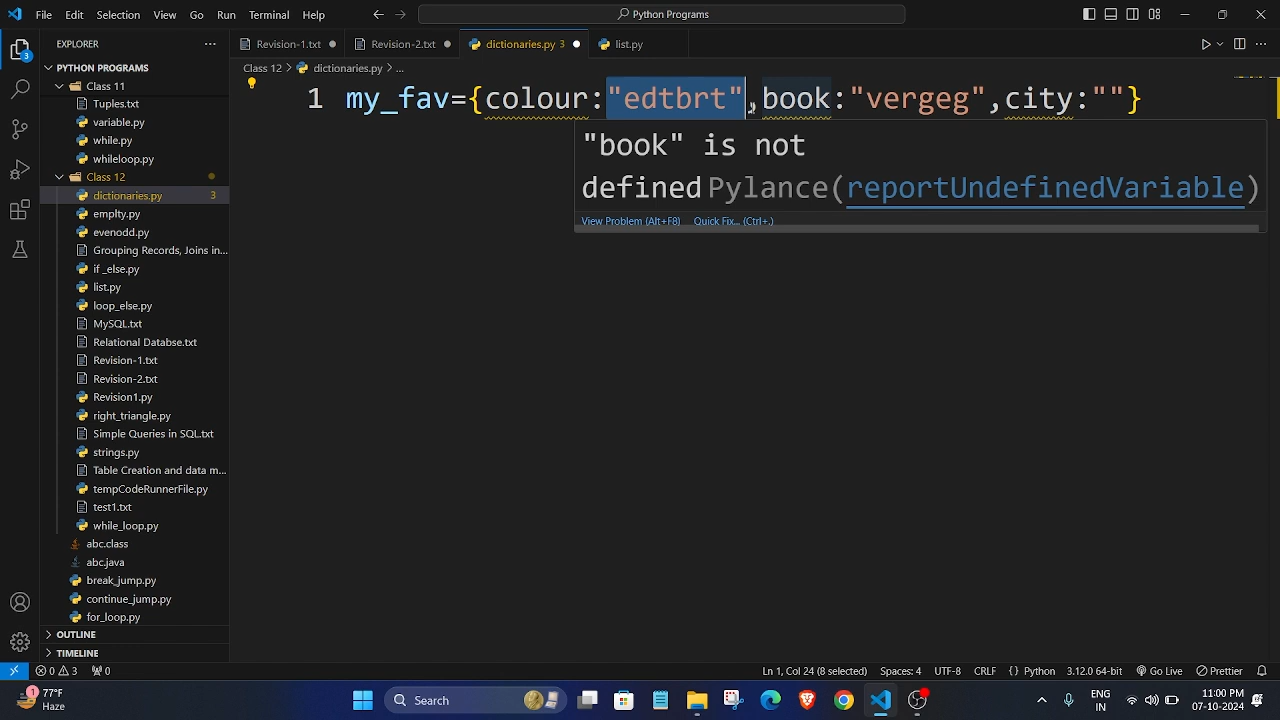 File Edit Selection View Go Run Terminal Help
Python Programs
EXPLORER
Revision-1.txt
Revision-2.txt
dictionaries.py 3
list.py
PYTHON PROGRAMS
Class 12 > dictionaries.py > ...
Class 11
Tuples.txt
variable.py
while.py
whileloop.py
Class 12
dictionaries.py 3
emplty.py
evenodd.py
Grouping Records, Joins in...
if _else.py
list.py
loop_else.py
MySQL.txt
Relational Databse.txt
Revision-1.txt
Revision-2.txt
Revision1.py
right_triangle.py
Simple Queries in SQL.txt
strings.py
Table Creation and data m...
tempCodeRunnerFile.py
test1.txt
while_loop.py
abc.class
abc.java
break_jump.py
continue_jump.py
for_loop.py
OUTLINE
TIMELINE
3
1 my_fav={colour:"edtbrt",book:"vergeg",city:""}
"book" is not
defined Pylance(reportUndefinedVariable)
View Problem (Alt+F8) Quick Fix... (Ctrl+.)
0 3 0
Ln 1, Col 24 (8 selected) Spaces: 4 UTF-8 CRLF {} Python 3.12.0 64-bit Go Live Prettier
1
77°F
Haze
Search
ENG
IN
11:00 PM
07-10-2024